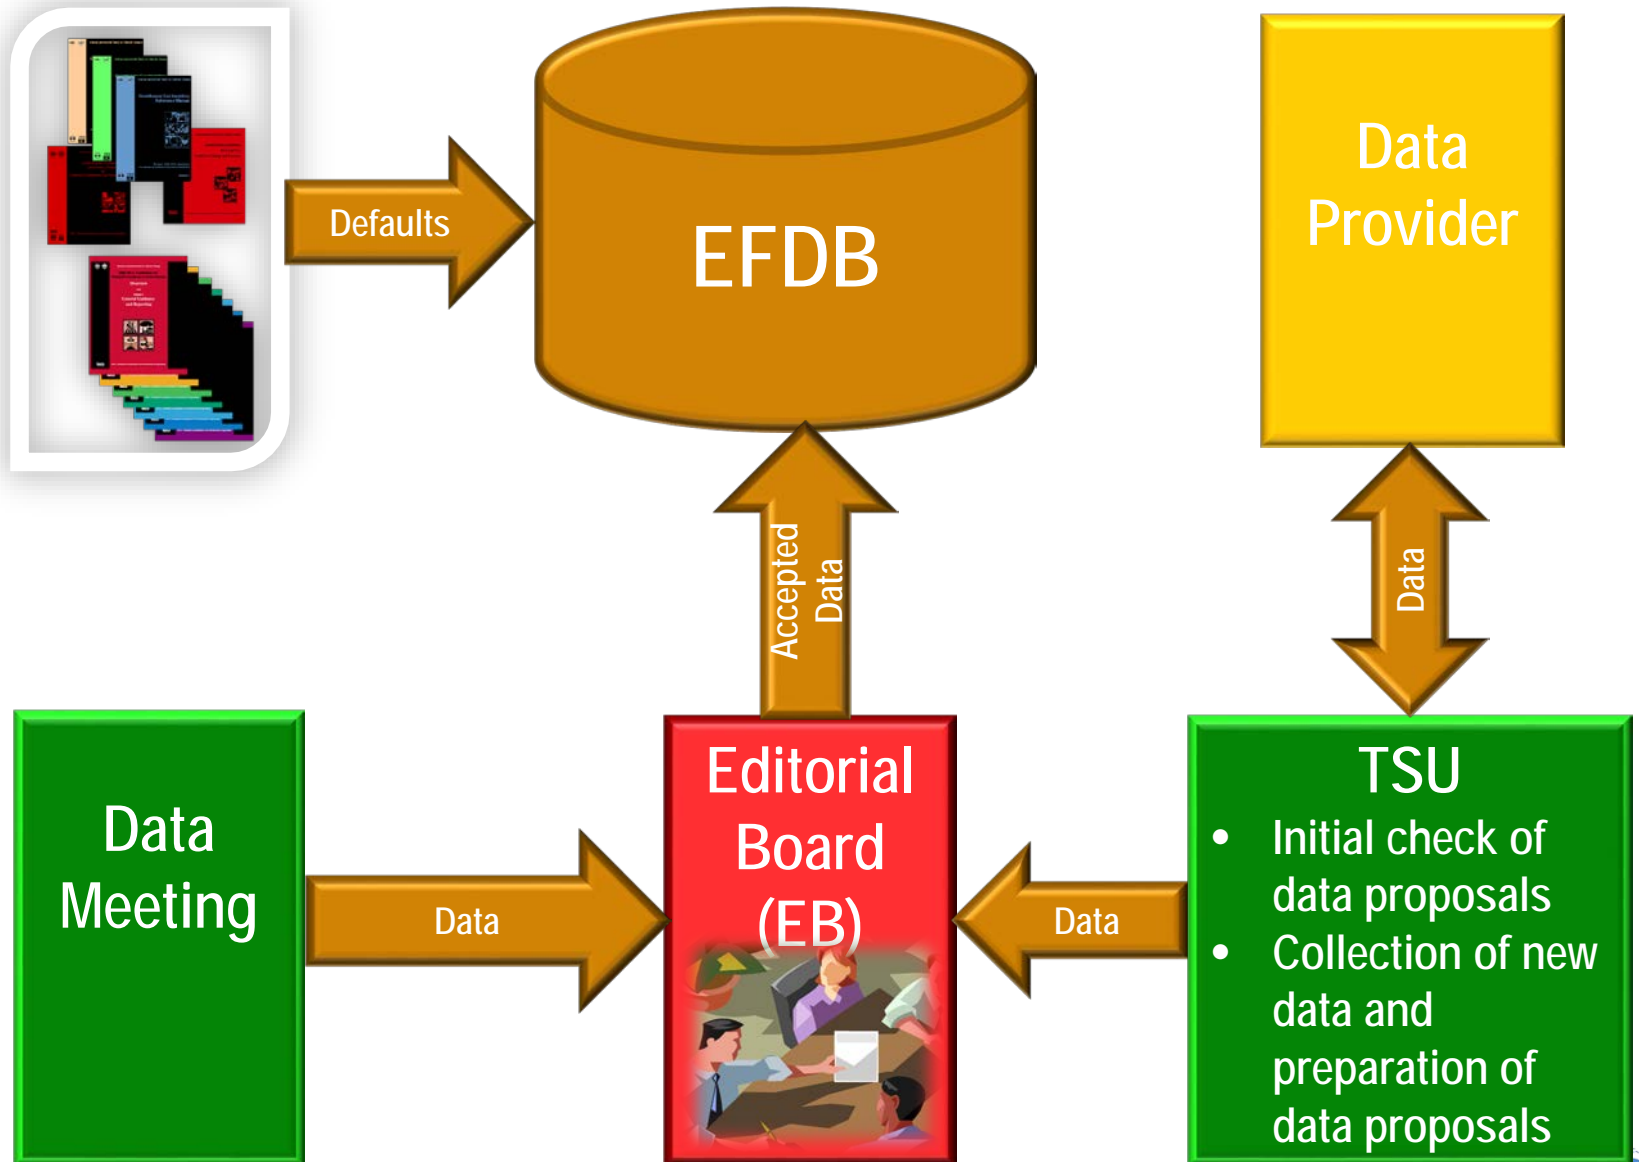 Defaults
EFDB
Data
Provider
Accepted
Data
Data
Data
Meeting
Data
Editorial
Board
(EB)
Data
TSU
• Initial check of
data proposals
• Collection of new
data and
preparation of
data proposals